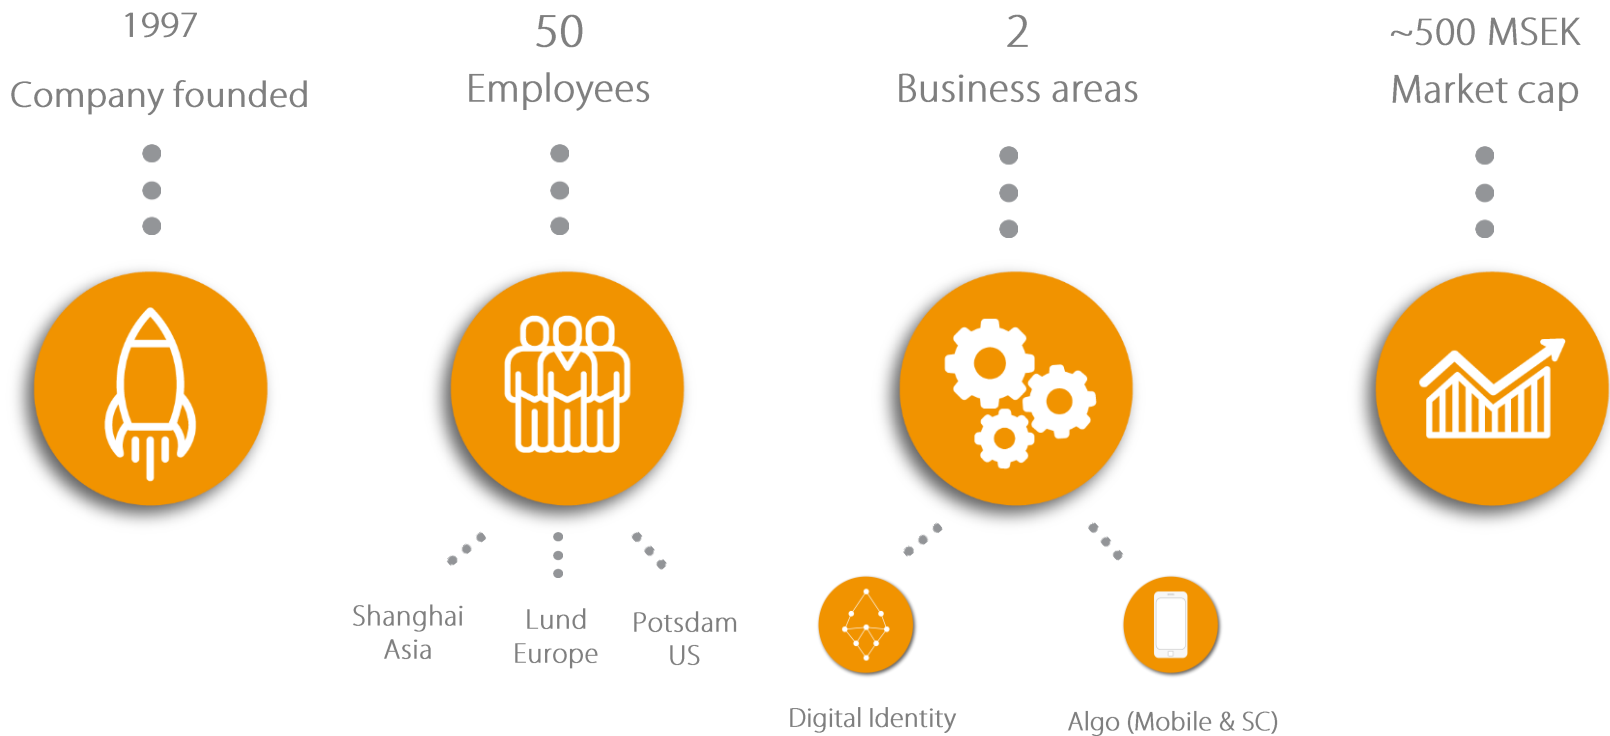 1997
Company founded
50
Employees
2
Business areas
~500 MSEK
Market cap
Shanghai
Asia
Lund
Europe
Potsdam
US
Digital Identity
Algo (Mobile & SC)